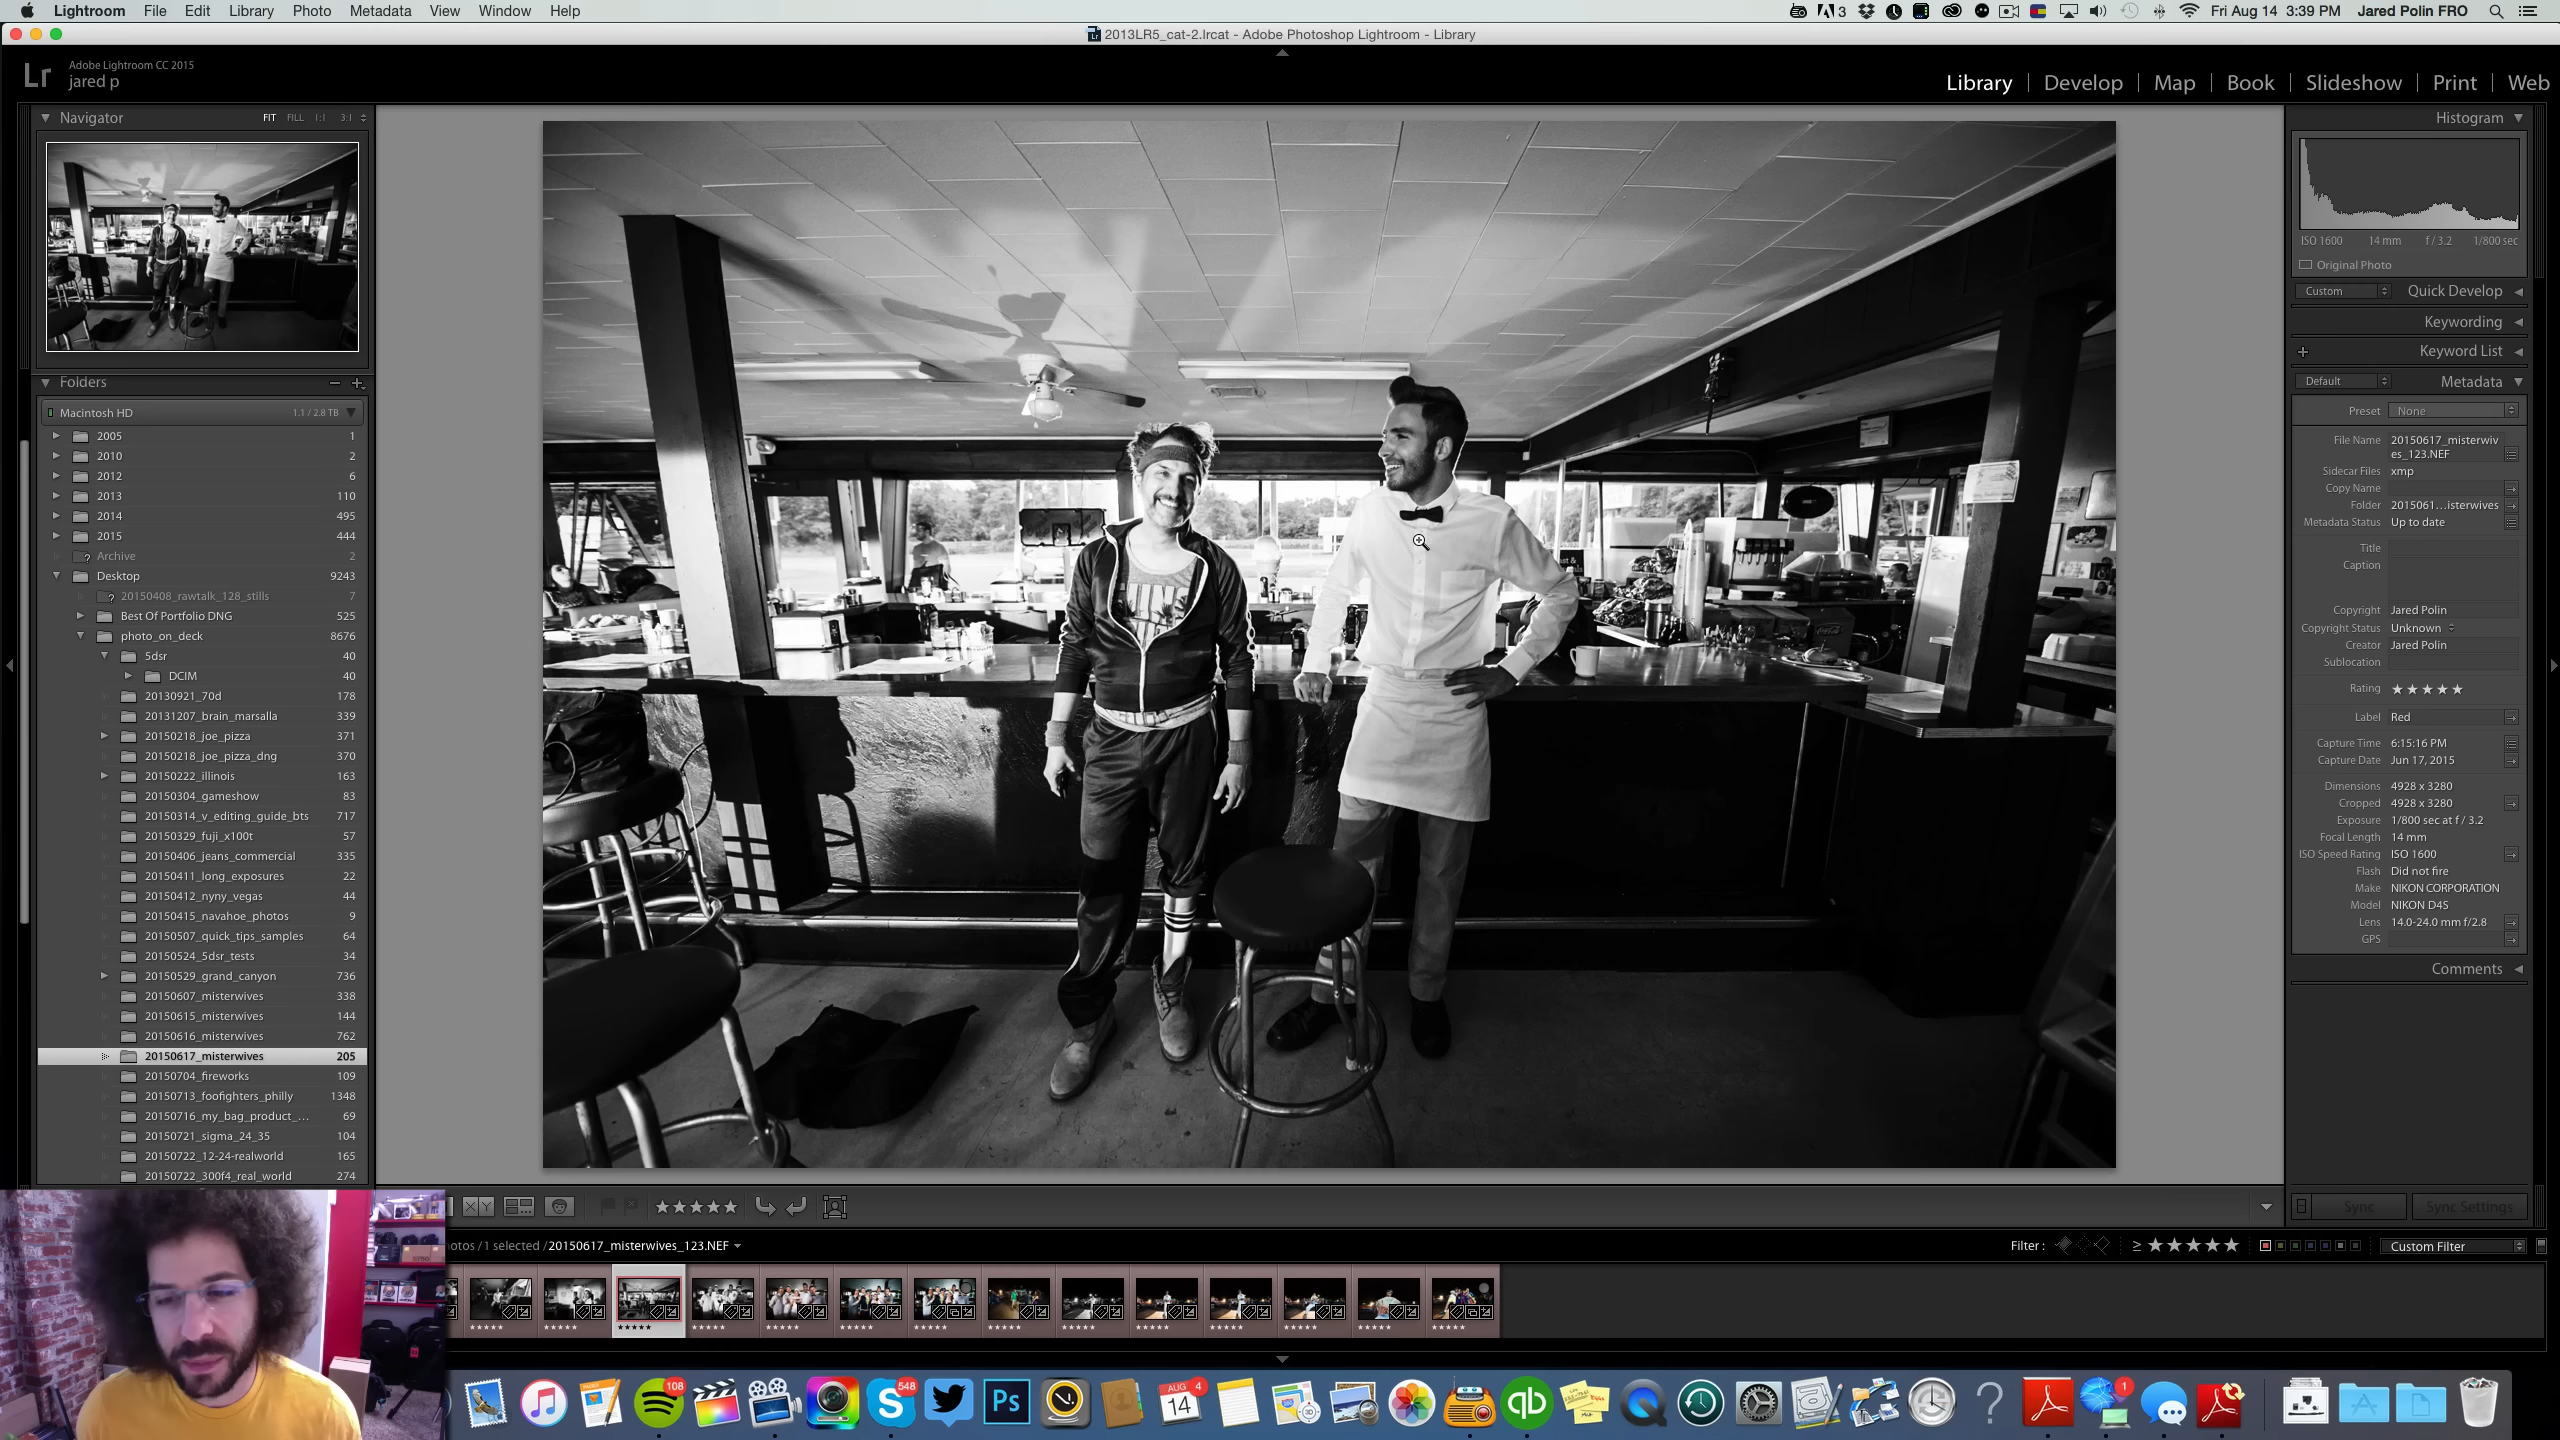 Lightroom File Edit Library Photo Metadata View Window Help
3 Fri Aug 14 3:39 PM Jared Polin FRO
2013LR5_cat-2.lrcat - Adobe Photoshop Lightroom - Library
Lr Adobe Lightroom CC 2015
jared p
Library Develop Map Book Slideshow Print Web
Navigator FIT FILL 1:1 3:1
Folders
Macintosh HD 1.1 / 2.8 TB
2005 1
2010 2
2012 6
2013 110
2014 495
2015 444
Archive 2
Desktop 9243
20150408_rawtalk_128_stills 7
Best Of Portfolio DNG 525
photo_on_deck 8676
5dsr 40
DCIM 40
20130921_70d 178
20131207_brain_marsalla 339
20150218_joe_pizza 371
20150218_joe_pizza_dng 370
20150222_illinois 163
20150304_gameshow 83
20150314_v_editing_guide_bts 717
20150329_fuji_x100t 57
20150406_jeans_commercial 335
20150411_long_exposures 22
20150412_nyny_vegas 44
20150415_navahoe_photos 9
20150507_quick_tips_samples 64
20150524_5dsr_tests 34
20150529_grand_canyon 736
20150607_misterwives 338
20150615_misterwives 144
20150616_misterwives 762
20150617_misterwives 205
20150704_fireworks 109
20150713_foofighters_philly 1348
20150716_my_bag_product_... 69
20150721_sigma_24_35 104
20150722_12-24-realworld 165
20150722_300f4_real_world 274
Histogram
ISO 1600 14 mm f / 3.2 1/800 sec
Original Photo
Custom Quick Develop
Keywording
Keyword List
Default Metadata
Preset None
File Name 20150617_misterwiv
es_123.NEF
Sidecar Files xmp
Copy Name
Folder 2015061...isterwives
Metadata Status Up to date
Title
Caption
Copyright Jared Polin
Copyright Status Unknown
Creator Jared Polin
Sublocation
Rating ★★★★★
Label Red
Capture Time 6:15:16 PM
Capture Date Jun 17, 2015
Dimensions 4928 x 3280
Cropped 4928 x 3280
Exposure 1/800 sec at f / 3.2
Focal Length 14 mm
ISO Speed Rating ISO 1600
Flash Did not fire
Make NIKON CORPORATION
Model NIKON D4S
Lens 14.0-24.0 mm f/2.8
GPS
Comments
Sync Sync Settings
XY
otos / 1 selected / 20150617_misterwives_123.NEF
Filter : ≥ ★★★★★ Custom Filter
108 548 Ps AUG 14 4 qb ? 1